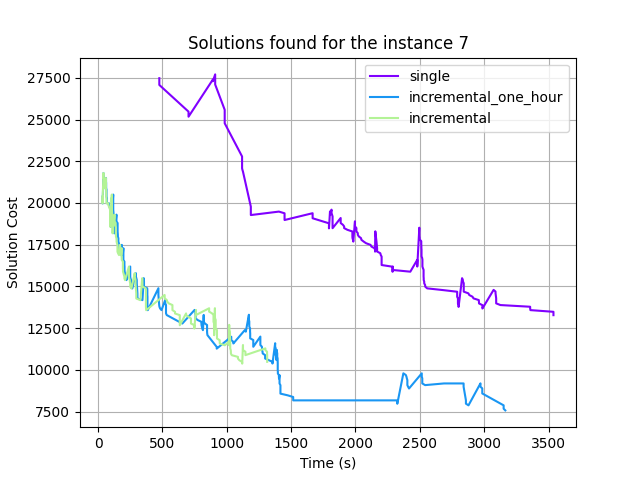 Solutions found for the instance 7
single
incremental_one_hour
incremental
27500
25000
22500
20000
17500
15000
12500
10000
7500
Solution Cost
0 500 1000 1500 2000 2500 3000 3500
Time (s)